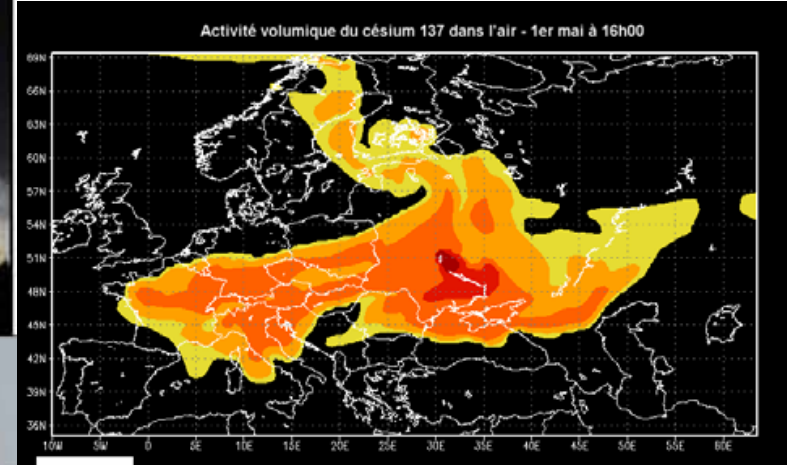 Activité volumique du césium 137 dans l'air - 1er mai à 16h00
69N
66N
63N
60N
57N
54N
51N
48N
45N
42N
39N
36N
10W 5W 0 5E 10E 15E 20E 25E 30E 35E 40E 45E 50E 55E 60E